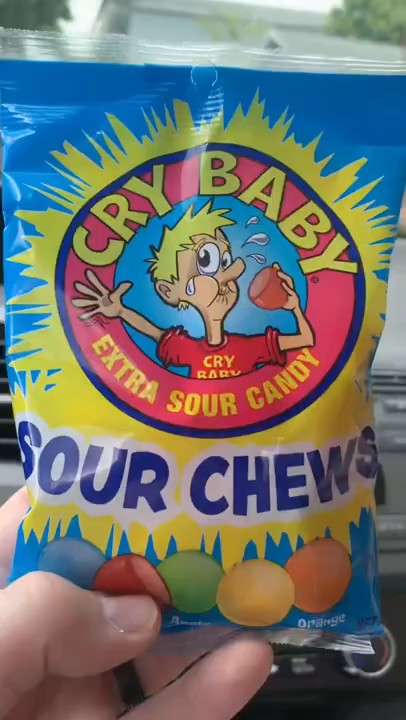 CRY BABY®
CRY
BABY
EXTRA SOUR CANDY
SOUR CHEWS
Orange